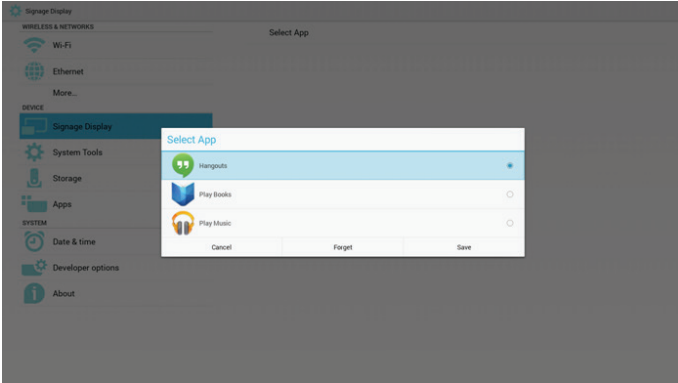 Signage Display
WIRELESS & NETWORKS
Wi-Fi
Ethernet
More...
DEVICE
Signage Display
System Tools
Storage
Apps
SYSTEM
Date & time
Developer options
About
Select App
Select App
Hangouts
Play Books
Play Music
Cancel Forget Save